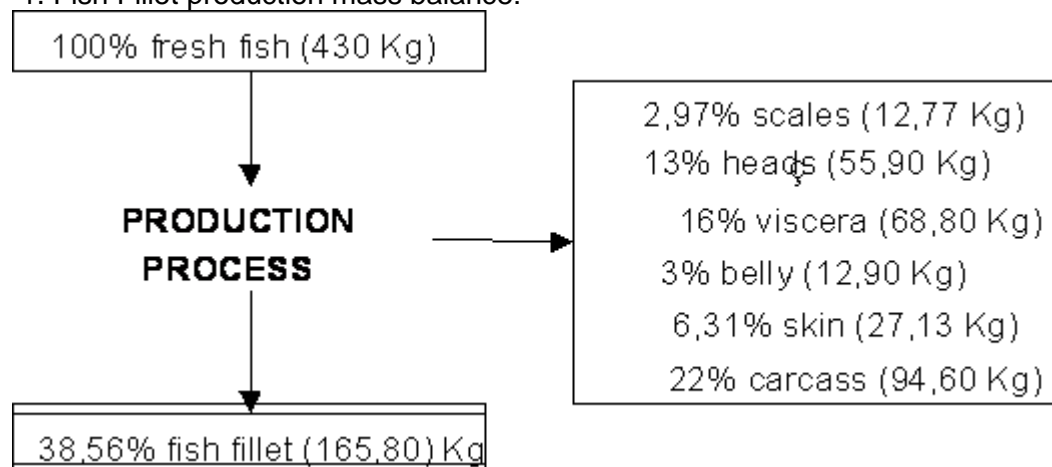 1. Fish Fillet production mass balance.
100% fresh fish (430 Kg)
2,97% scales (12,77 Kg)
13% heads (55,90 Kg)
ç
16% viscera (68,80 Kg)
3% belly (12,90 Kg)
6,31% skin (27,13 Kg)
22% carcass (94,60 Kg)
PRODUCTION
PROCESS
38,56% fish fillet (165,80) Kg